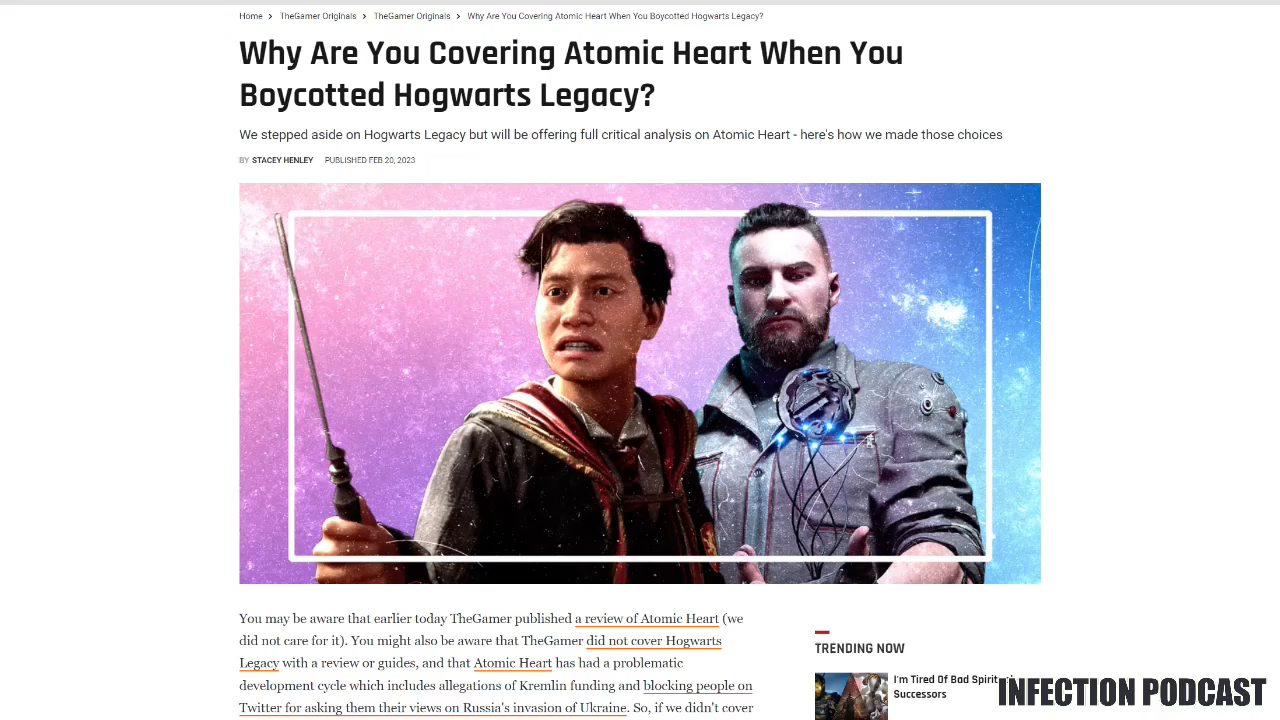 Home > TheGamer Originals > TheGamer Originals > Why Are You Covering Atomic Heart When You Boycotted Hogwarts Legacy?
Why Are You Covering Atomic Heart When You
Boycotted Hogwarts Legacy?
We stepped aside on Hogwarts Legacy but will be offering full critical analysis on Atomic Heart - here's how we made those choices
BY STACEY HENLEY PUBLISHED FEB 20, 2023
You may be aware that earlier today TheGamer published a review of Atomic Heart (we
did not care for it). You might also be aware that TheGamer did not cover Hogwarts
Legacy with a review or guides, and that Atomic Heart has had a problematic
development cycle which includes allegations of Kremlin funding and blocking people on
Twitter for asking them their views on Russia's invasion of Ukraine. So, if we didn't cover
TRENDING NOW
I'm Tired Of Bad Spirit
Successors
INFECTION PODCAST